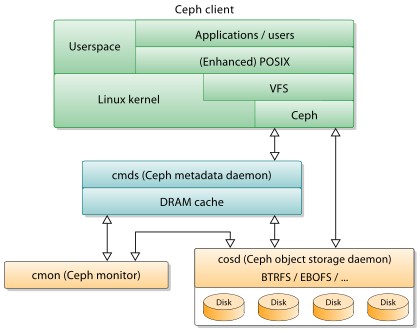 Ceph client
Userspace
Applications / users
(Enhanced) POSIX
Linux kernel
VFS
Ceph
cmds (Ceph metadata daemon)
DRAM cache
cmon (Ceph monitor)
cosd (Ceph object storage daemon)
BTRFS / EBOFS / ...
Disk
Disk
Disk
Disk